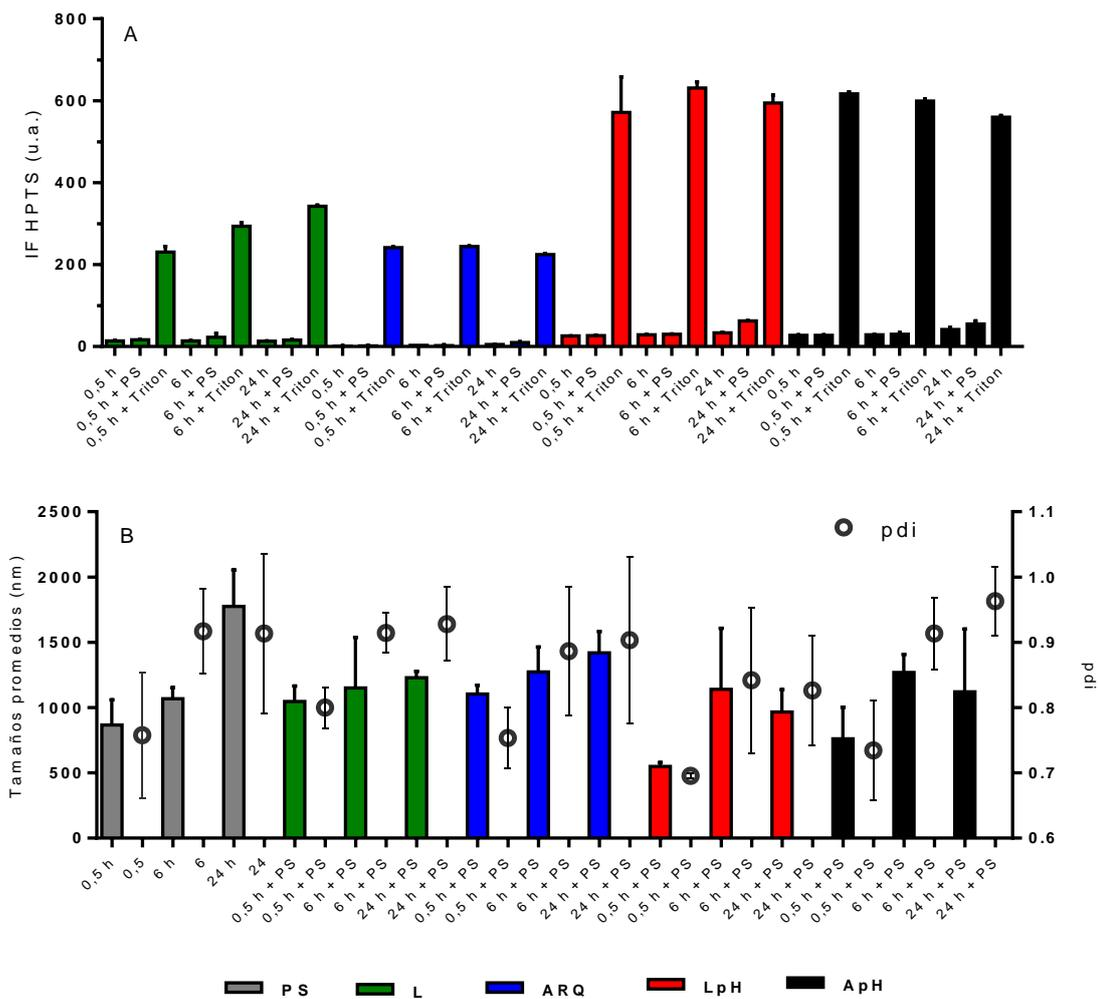 A
IF HPTS (u.a.)
800
600
400
200
0
0,5 h
0,5 h + PS
0,5 h + Triton
6 h
6 h + PS
6 h + Triton
24 h
24 h + PS
24 h + Triton
0,5 h
0,5 h + PS
0,5 h + Triton
6 h
6 h + PS
6 h + Triton
24 h
24 h + PS
24 h + Triton
0,5 h
0,5 h + PS
0,5 h + Triton
6 h
6 h + PS
6 h + Triton
24 h
24 h + PS
24 h + Triton
0,5 h
0,5 h + PS
0,5 h + Triton
6 h
6 h + PS
6 h + Triton
24 h
24 h + PS
24 h + Triton
B
pdi
Tamaños promedios (nm)
2500
2000
1500
1000
500
0
1.1
1.0
0.9
0.8
0.7
0.6
pdi
0,5 h
0,5
6 h
6
24 h
24
0,5 h + PS
0,5 h + PS
6 h + PS
6 h + PS
24 h + PS
24 h + PS
0,5 h + PS
0,5 h + PS
6 h + PS
6 h + PS
24 h + PS
24 h + PS
0,5 h + PS
0,5 h + PS
6 h + PS
6 h + PS
24 h + PS
24 h + PS
0,5 h + PS
0,5 h + PS
6 h + PS
6 h + PS
24 h + PS
24 h + PS
PS L ARQ LpH ApH